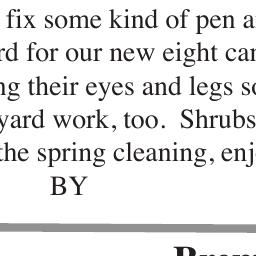 fix some kind of pen a
rd for our new eight car
ng their eyes and legs so
yard work, too. Shrubs
the spring cleaning, enj
BY